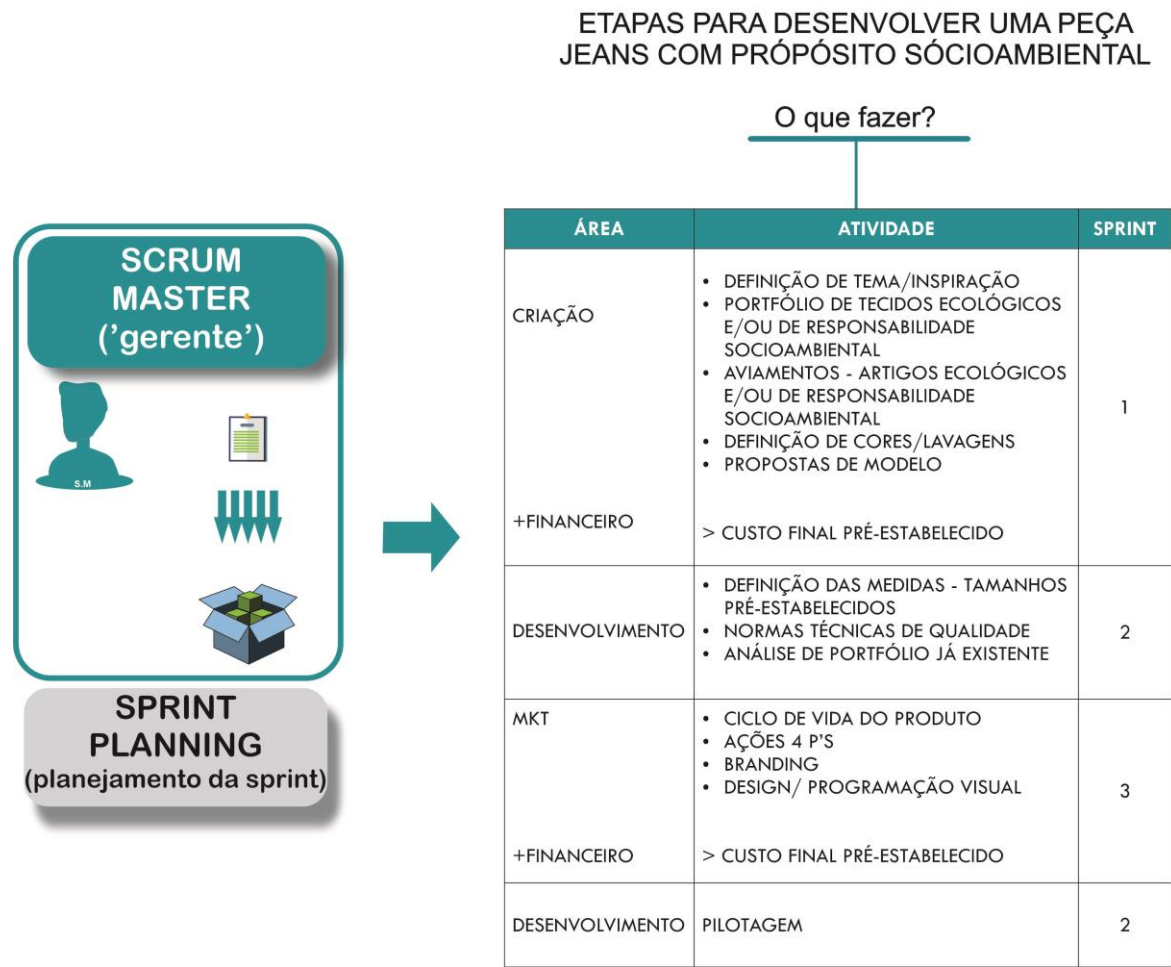 ETAPAS PARA DESENVOLVER UMA PEÇA
JEANS COM PRÓPÓSITO SÓCIOAMBIENTAL
O que fazer?
SCRUM
MASTER
('gerente')
S.M
SPRINT
PLANNING
(planejamento da sprint)
ÁREA ATIVIDADE SPRINT
CRIAÇÃO
• DEFINIÇÃO DE TEMA/INSPIRAÇÃO
• PORTFÓLIO DE TECIDOS ECOLÓGICOS
E/OU DE RESPONSABILIDADE
SOCIOAMBIENTAL
• AVIAMENTOS - ARTIGOS ECOLÓGICOS
E/OU DE RESPONSABILIDADE
SOCIOAMBIENTAL
• DEFINIÇÃO DE CORES/LAVAGENS
• PROPOSTAS DE MODELO
1
+FINANCEIRO > CUSTO FINAL PRÉ-ESTABELECIDO
DESENVOLVIMENTO
• DEFINIÇÃO DAS MEDIDAS - TAMANHOS
PRÉ-ESTABELECIDOS
• NORMAS TÉCNICAS DE QUALIDADE
• ANÁLISE DE PORTFÓLIO JÁ EXISTENTE
2
MKT
• CICLO DE VIDA DO PRODUTO
• AÇÕES 4 P'S
• BRANDING
• DESIGN/ PROGRAMAÇÃO VISUAL
3
+FINANCEIRO > CUSTO FINAL PRÉ-ESTABELECIDO
DESENVOLVIMENTO PILOTAGEM 2